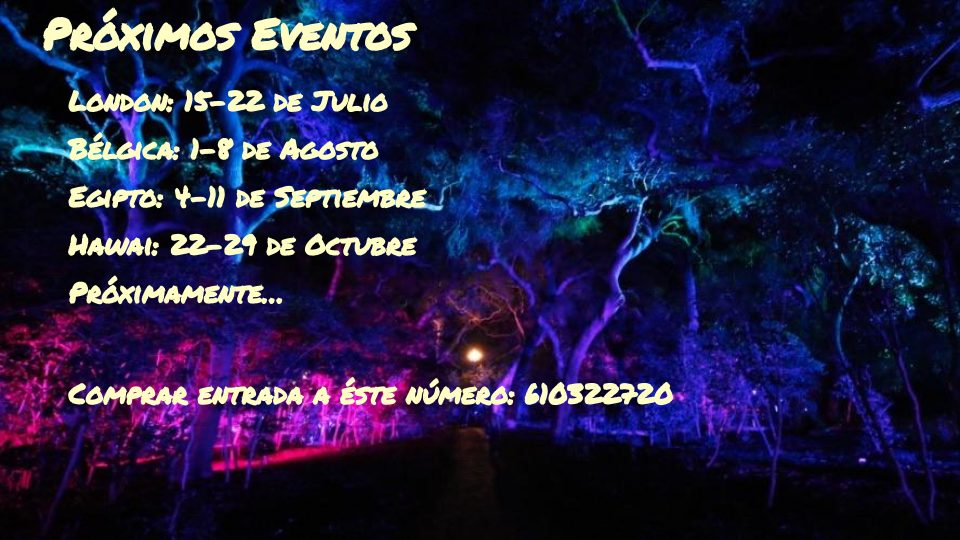 Próximos Eventos
London: 15-22 de Julio
Bélgica: 1-8 de Agosto
Egipto: 4-11 de Septiembre
Hawai: 22-29 de Octubre
Próximamente...
Comprar entrada a éste número: 610322720